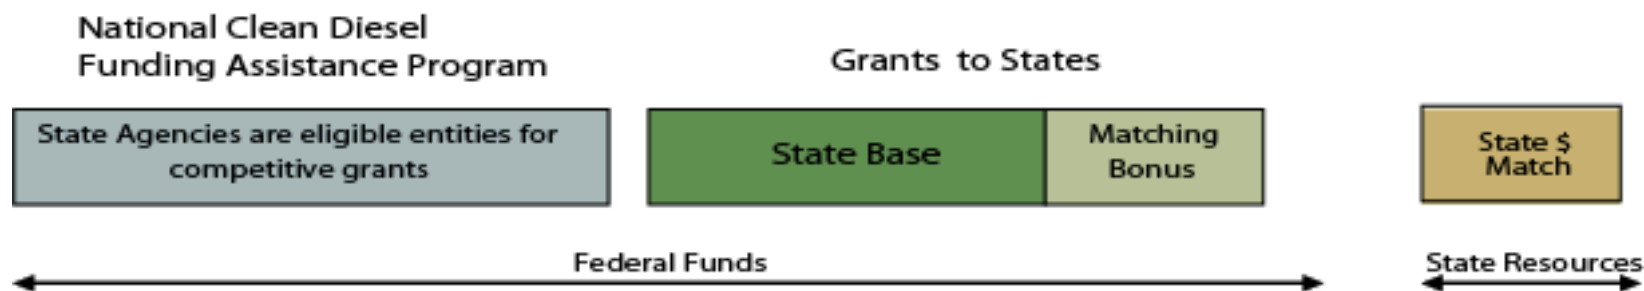 National Clean Diesel
Funding Assistance Program
Grants to States
State Agencies are eligible entities for
competitive grants
State Base
Matching
Bonus
State $
Match
Federal Funds
State Resources